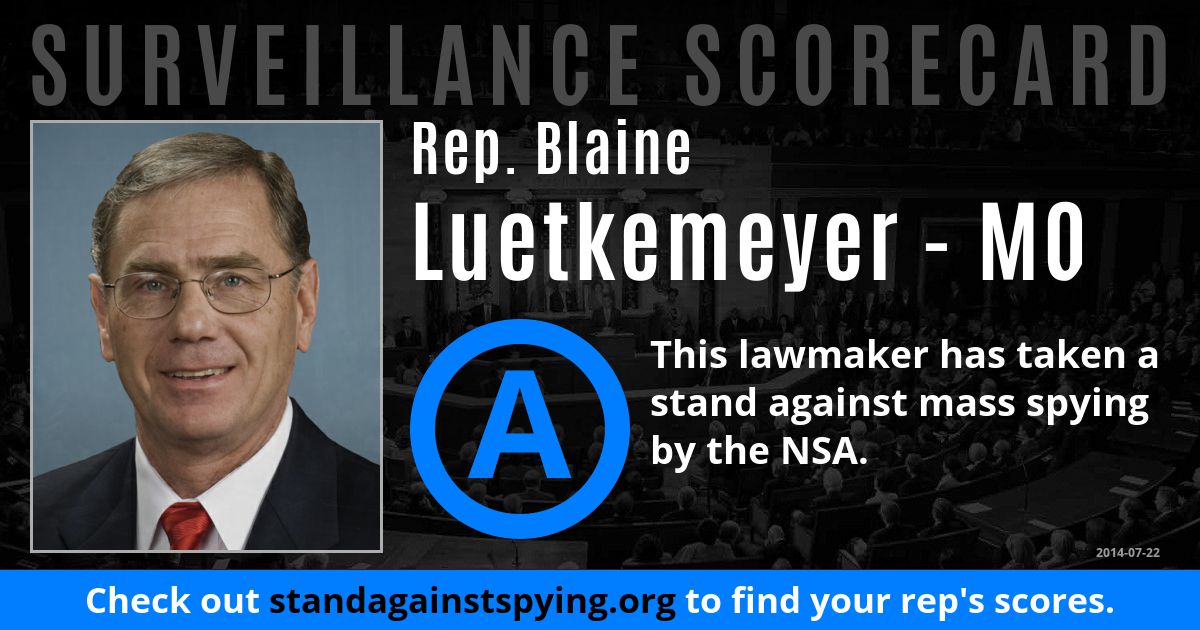 SURVEILLANCE SCORECARD
Rep. Blaine
Luetkemeyer - MO
A
This lawmaker has taken a
stand against mass spying
by the NSA.
2014-07-22
Check out standagainstspying.org to find your rep's scores.